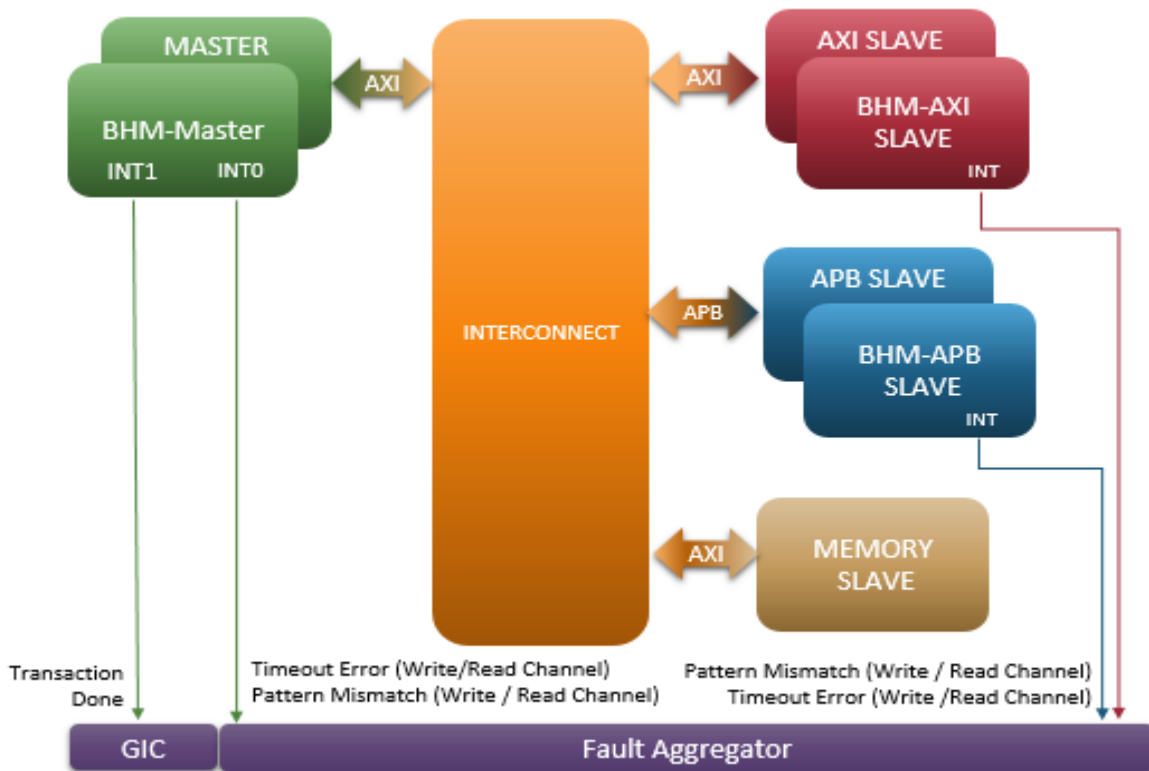 MASTER
BHM-Master
INT1
INT0
AXI
INTERCONNECT
AXI
AXI SLAVE
BHM-AXI
SLAVE
INT
APB
APB SLAVE
BHM-APB
SLAVE
INT
AXI
MEMORY
SLAVE
Transaction
Done
Timeout Error (Write/Read Channel)
Pattern Mismatch (Write / Read Channel)
Pattern Mismatch (Write / Read Channel)
Timeout Error (Write /Read Channel)
GIC
Fault Aggregator